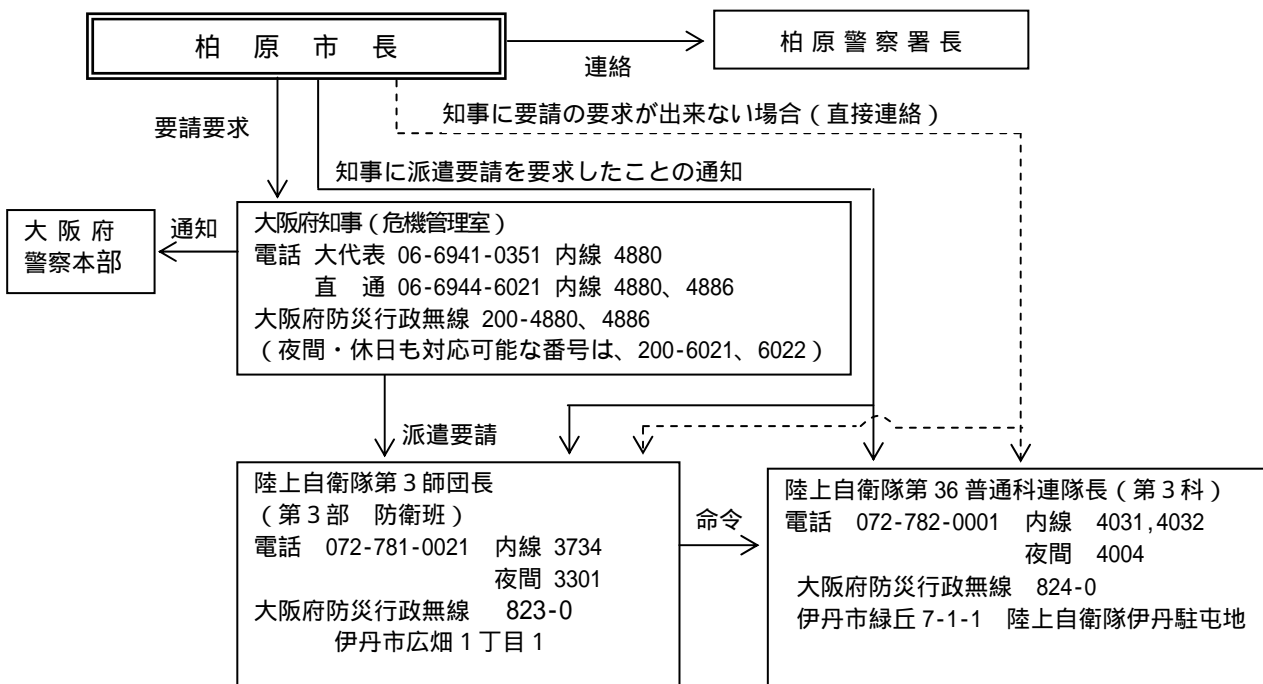 柏原市長
柏原警察署長
連絡
知事に要請の要求が出来ない場合(直接連絡)
要請要求
知事に派遣要請を要求したことの通知
大阪府
警察本部
通知
大阪府知事(危機管理室)
電話 大代表 06-6941-0351 内線 4880
直 通 06-6944-6021 内線 4880、4886
大阪府防災行政無線 200-4880、4886
(夜間・休日も対応可能な番号は、200-6021、6022)
派遣要請
陸上自衛隊第3師団長
(第3部 防衛班)
電話 072-781-0021 内線 3734
夜間 3301
大阪府防災行政無線 823-0
伊丹市広畑1丁目1
命令
陸上自衛隊第36普通科連隊長(第3科)
電話 072-782-0001 内線 4031,4032
夜間 4004
大阪府防災行政無線 824-0
伊丹市緑丘7-1-1 陸上自衛隊伊丹駐屯地